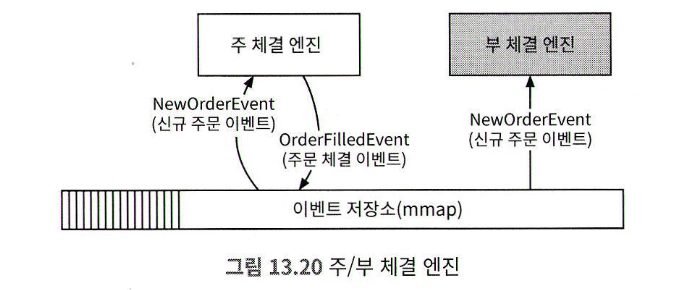 주 체결 엔진
부 체결 엔진
NewOrderEvent
(신규 주문 이벤트)
OrderFilledEvent
(주문 체결 이벤트)
NewOrderEvent
(신규 주문 이벤트)
이벤트 저장소(mmap)
그림 13.20 주/부 체결 엔진